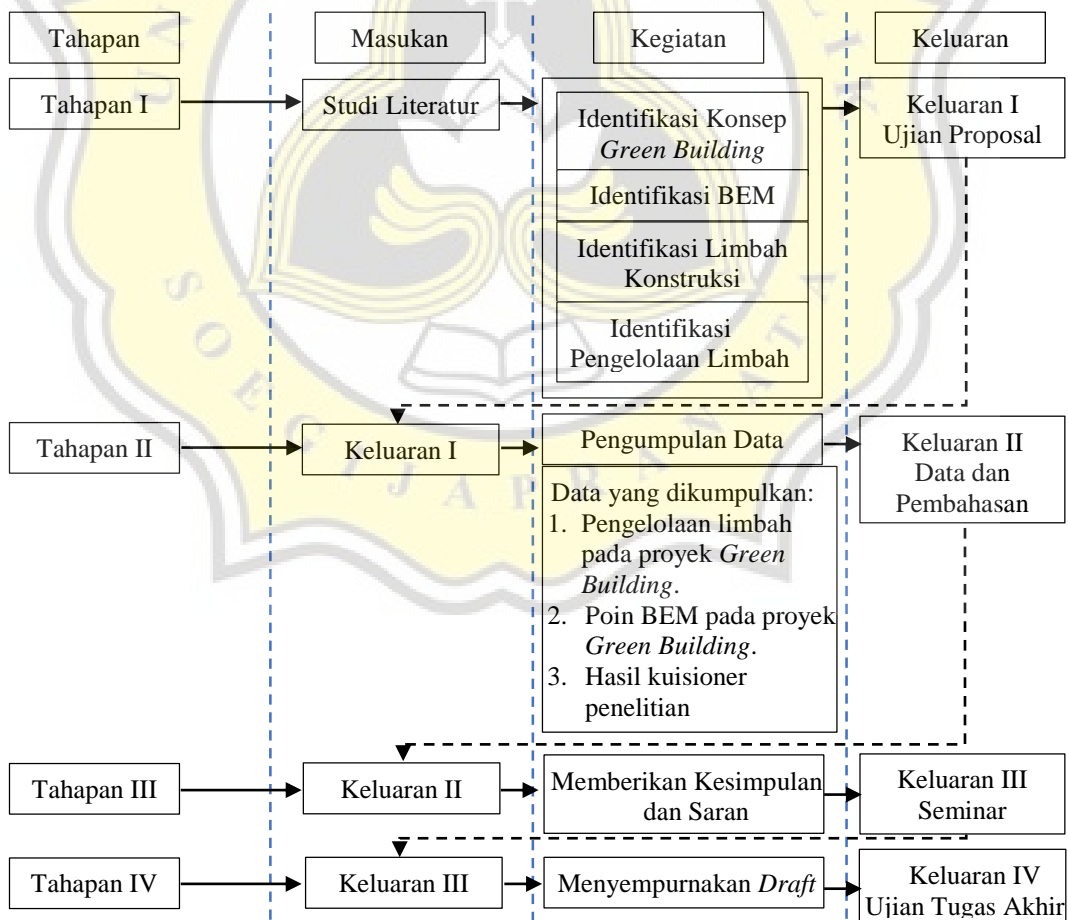 Tahapan
Masukan
Kegiatan
Keluaran
Tahapan I
Studi Literatur
Identifikasi Konsep
Green Building
Identifikasi BEM
Identifikasi Limbah
Konstruksi
Identifikasi
Pengelolaan Limbah
Keluaran I
Ujian Proposal
Tahapan II
Keluaran I
Pengumpulan Data
Data yang dikumpulkan:
1. Pengelolaan limbah
pada proyek Green
Building.
2. Poin BEM pada proyek
Green Building.
3. Hasil kuisioner
penelitian
Keluaran II
Data dan
Pembahasan
Tahapan III
Keluaran II
Memberikan Kesimpulan
dan Saran
Keluaran III
Seminar
Tahapan IV
Keluaran III
Menyempurnakan Draft
Keluaran IV
Ujian Tugas Akhir
SOEGIJAPRANATA